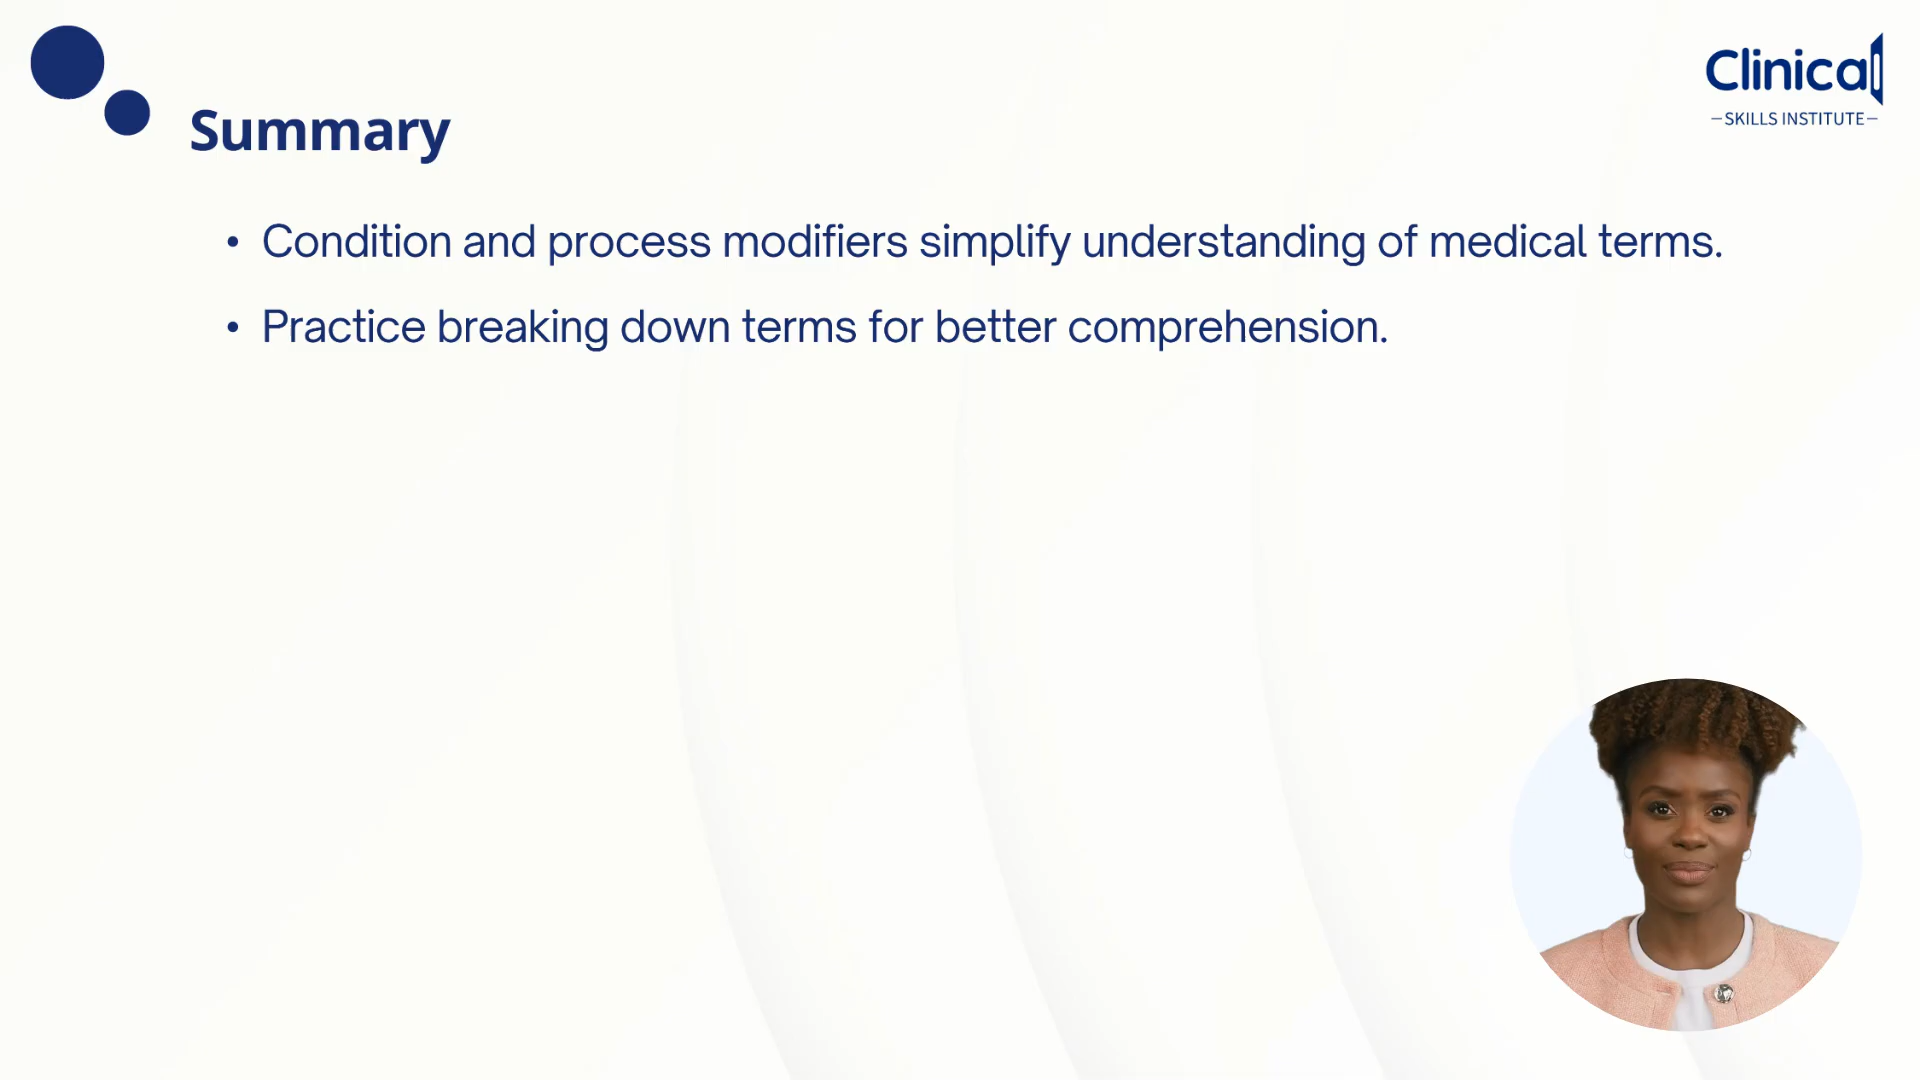 Clinical
—SKILLS INSTITUTE—
Summary
• Condition and process modifiers simplify understanding of medical terms.
• Practice breaking down terms for better comprehension.